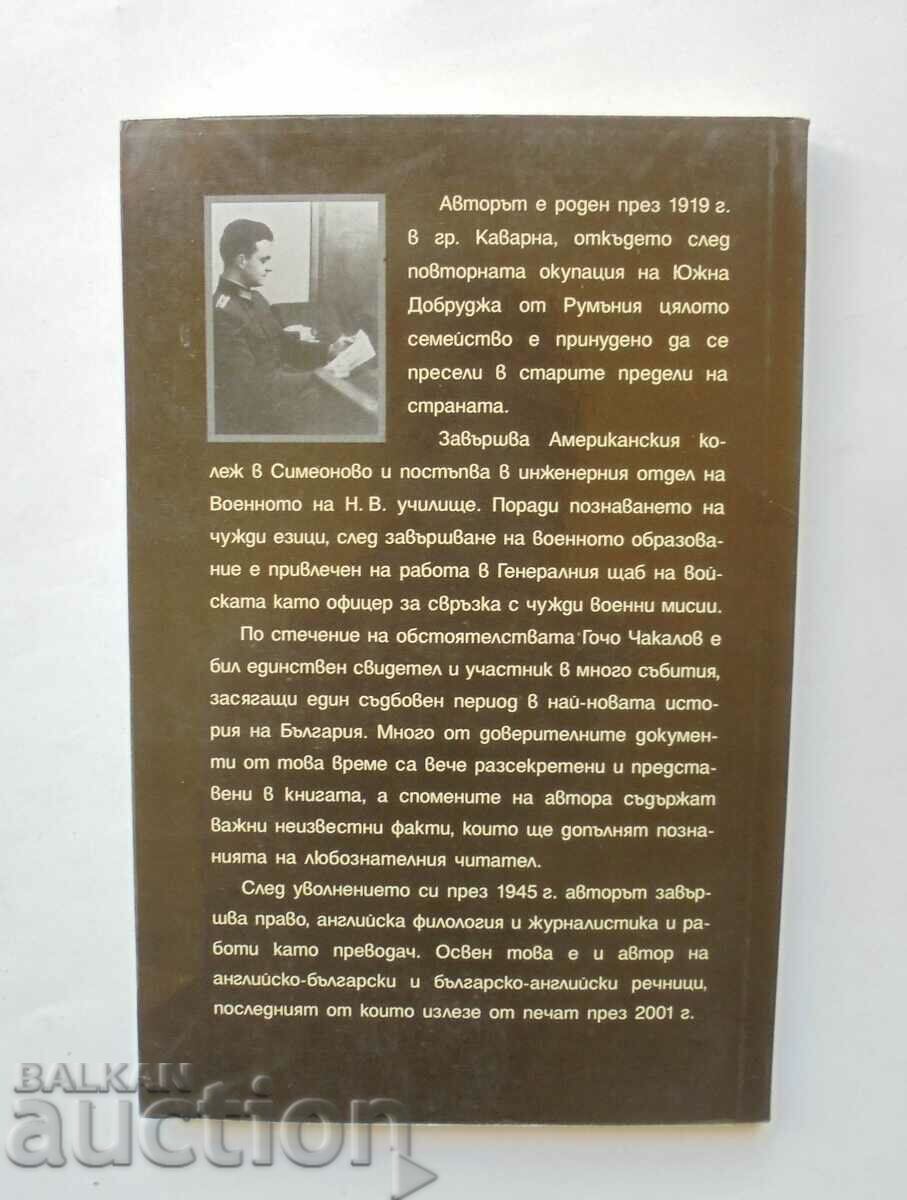 Авторът е роден през 1919 г.
в гр. Каварна, откъдето след
повторната окупация на Южна
Добруджа от Румъния цялото
семейство е принудено да се
пресели в старите предели на
страната.
Завършва Американския ко-
леж в Симеоново и постъпва в инженерния отдел на
Военното на Н. В. училище. Поради познаването на
чужди езици, след завършване на военното образова-
ние е привлечен на работа в Генералния щаб на вой-
ската като офицер за свръзка с чужди военни мисии.
По стечение на обстоятелствата Гочо Чакалов е
бил единствен свидетел и участник в много събития,
засягащи един съдбовен период в най-новата исто-
рия на България. Много от доверителните докумен-
ти от това време са вече разсекретени и предста-
вени в книгата, а спомените на автора съдържат
важни неизвестни факти, които ще допълнят позна-
нията на любознателния читател.
След уволнението си през 1945 г. авторът завър-
шва право, английска филология и журналистика и ра-
боти като преводач. Освен това е и автор на
английско-български и българско-английски речници,
последният от които излезе от печат през 2001 г.
BALKAN
auction